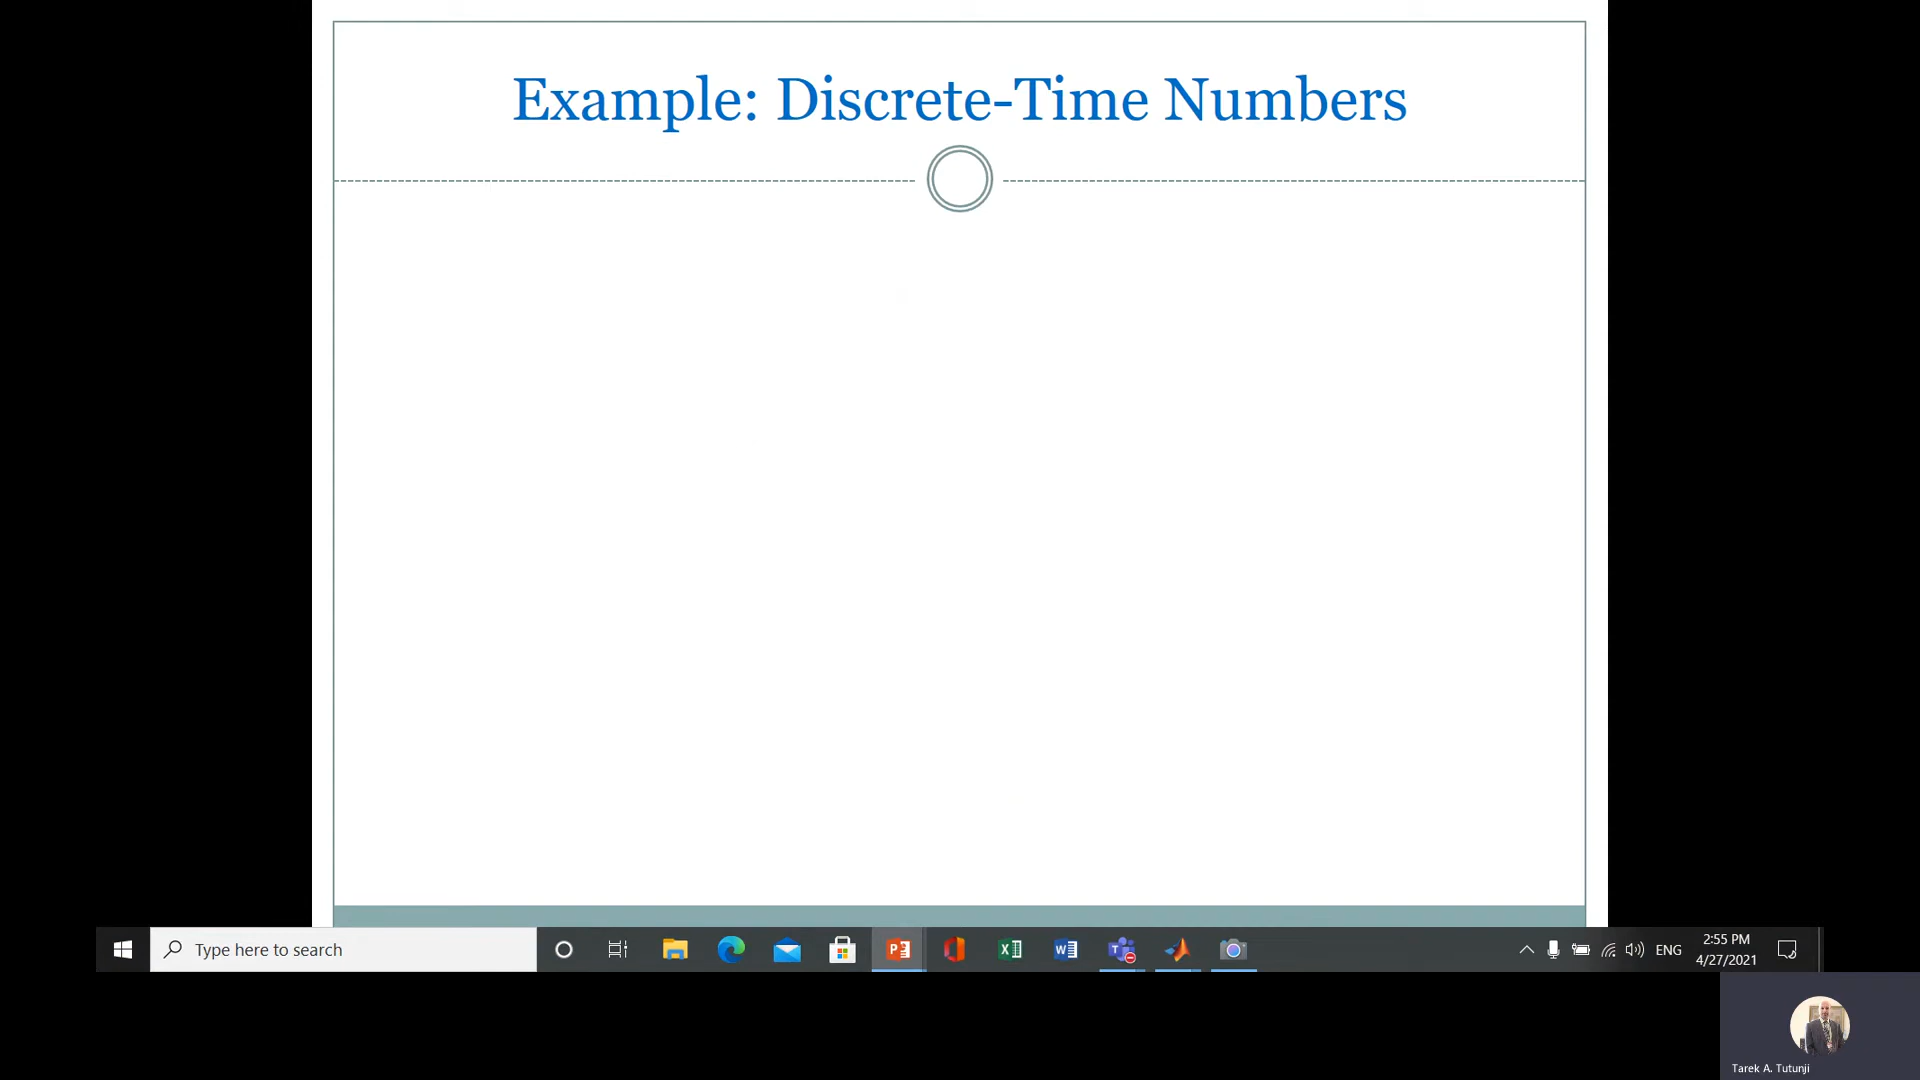 Example: Discrete-Time Numbers
Type here to search
ENG
2:55 PM
4/27/2021
Tarek A. Tutunji